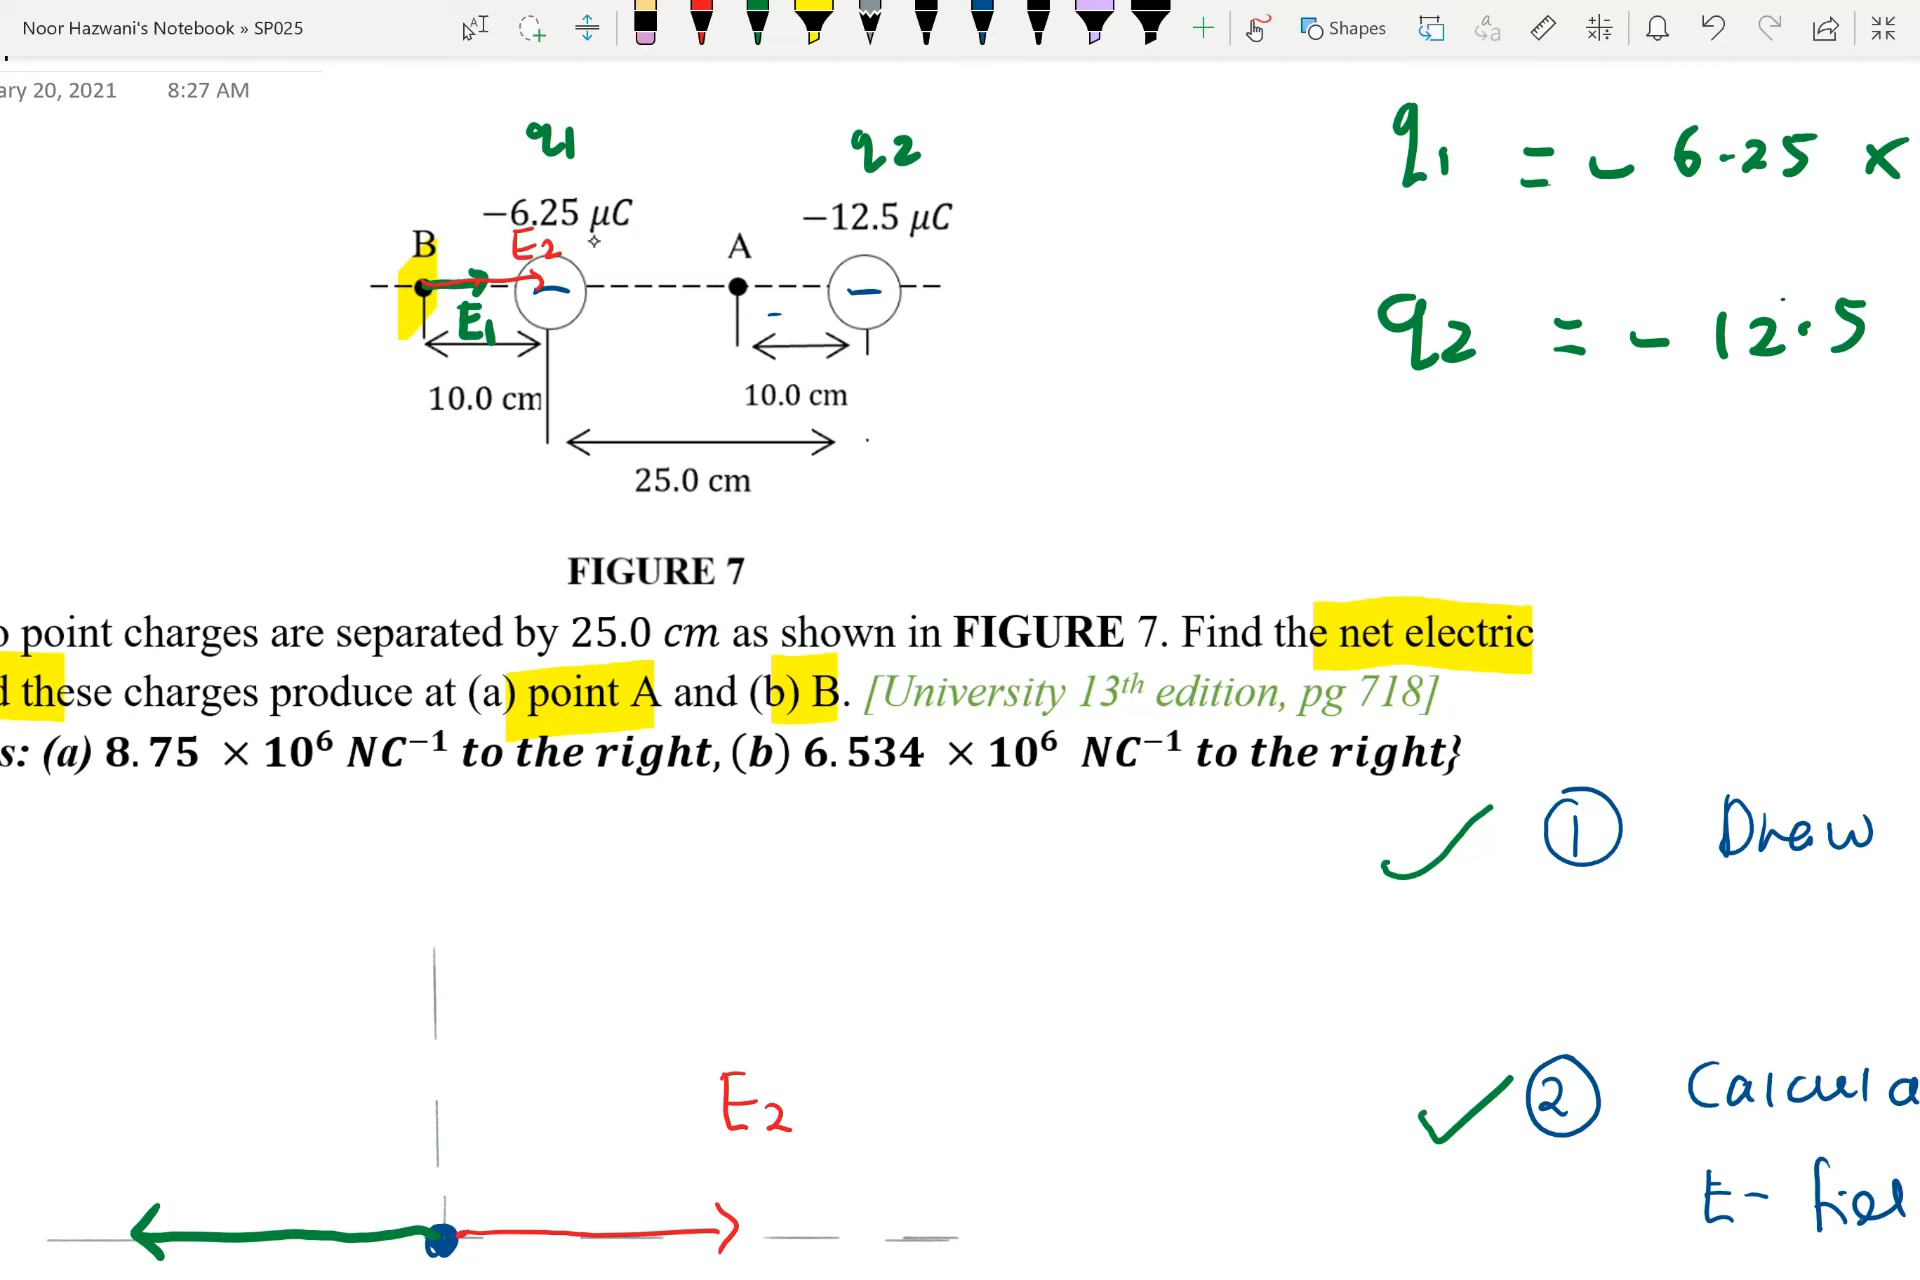 Noor Hazwani's Notebook » SP025
Shapes
ary 20, 2021 8:27 AM
q1 q2
q1 = - 6.25 x
−6.25 μC −12.5 μC
B E2 A
E1
q2 = - 12.5
10.0 cm 10.0 cm
25.0 cm
FIGURE 7
o point charges are separated by 25.0 cm as shown in FIGURE 7. Find the net electric
d these charges produce at (a) point A and (b) B. [University 13th edition, pg 718]
s: (a) 8.75 × 10⁶ NC⁻¹ to the right, (b) 6.534 × 10⁶ NC⁻¹ to the right}
1 Draw
E2
2 Calcula
E- fiel